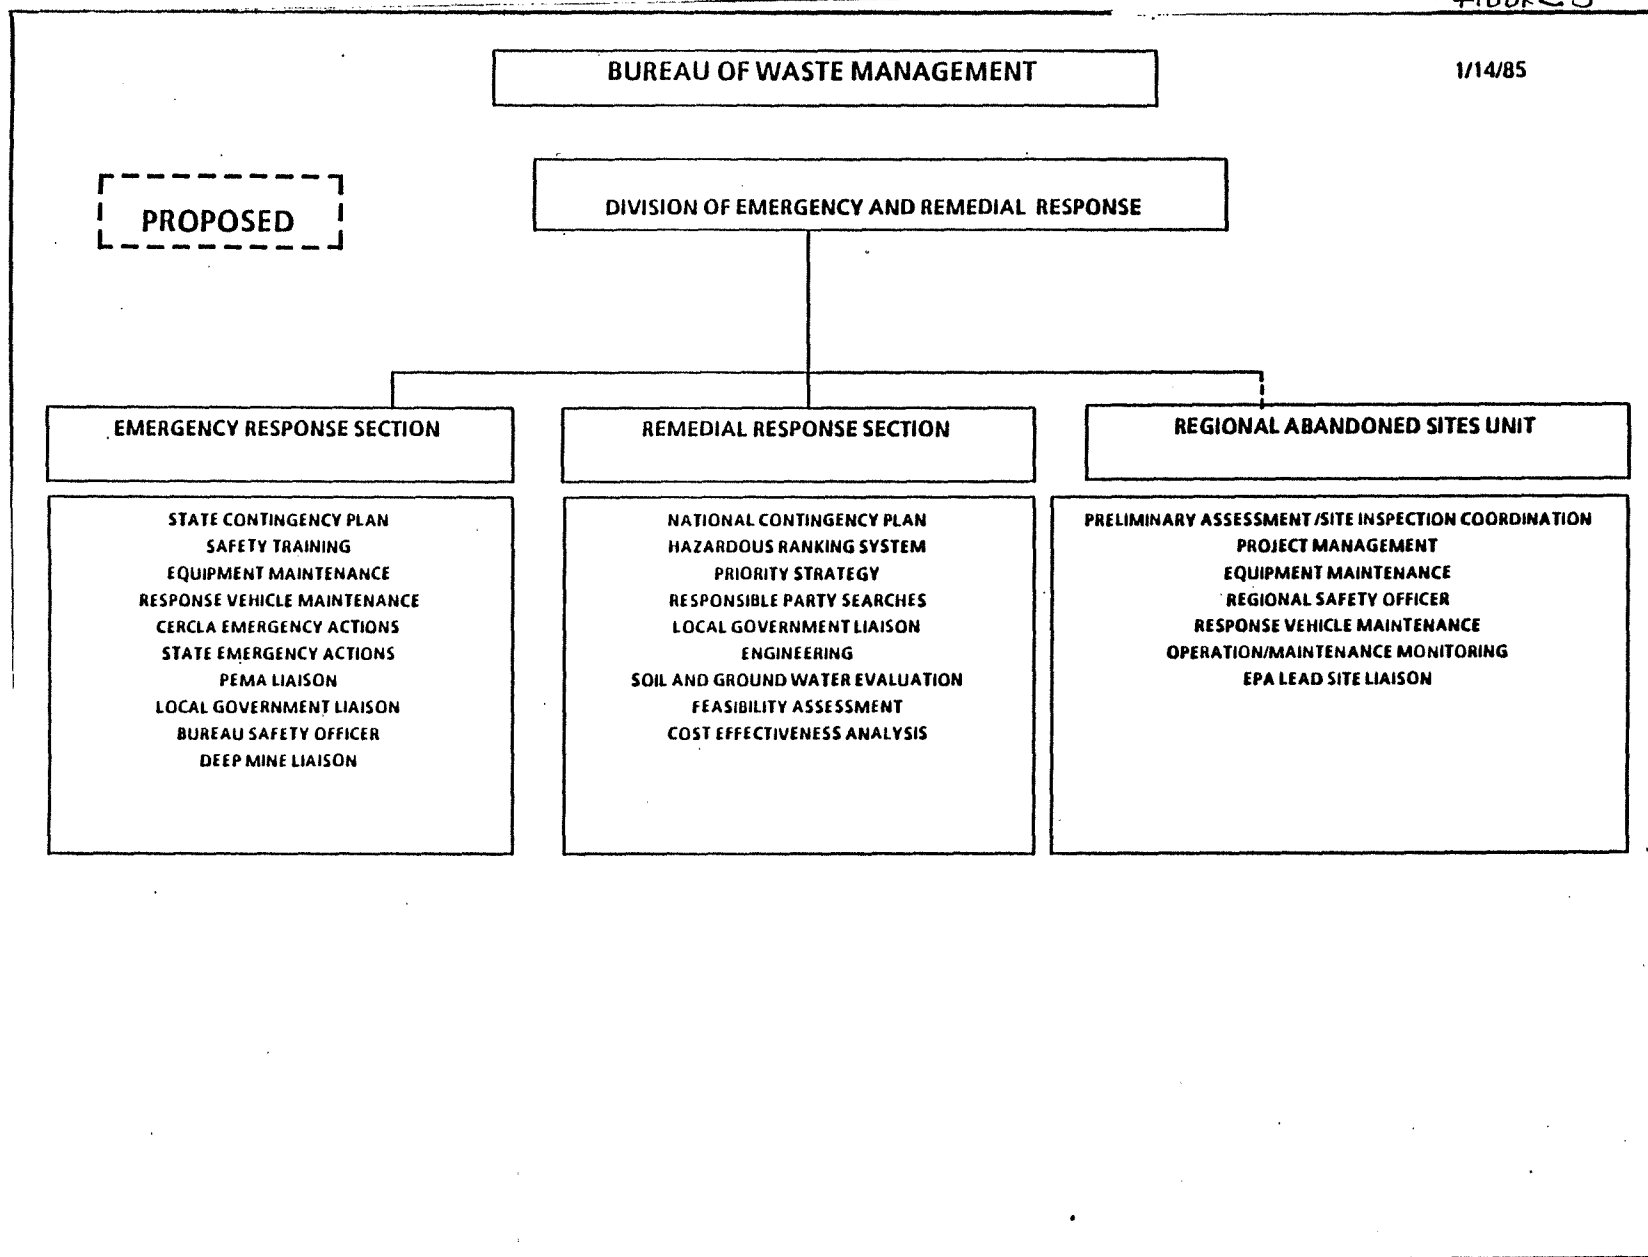 BUREAU OF WASTE MANAGEMENT
1/14/85
PROPOSED
DIVISION OF EMERGENCY AND REMEDIAL RESPONSE
EMERGENCY RESPONSE SECTION
STATE CONTINGENCY PLAN
SAFETY TRAINING
EQUIPMENT MAINTENANCE
RESPONSE VEHICLE MAINTENANCE
CERCLA EMERGENCY ACTIONS
STATE EMERGENCY ACTIONS
PEMA LIAISON
LOCAL GOVERNMENT LIAISON
BUREAU SAFETY OFFICER
DEEP MINE LIAISON
REMEDIAL RESPONSE SECTION
NATIONAL CONTINGENCY PLAN
HAZARDOUS RANKING SYSTEM
PRIORITY STRATEGY
RESPONSIBLE PARTY SEARCHES
LOCAL GOVERNMENT LIAISON
ENGINEERING
SOIL AND GROUND WATER EVALUATION
FEASIBILITY ASSESSMENT
COST EFFECTIVENESS ANALYSIS
REGIONAL ABANDONED SITES UNIT
PRELIMINARY ASSESSMENT/SITE INSPECTION COORDINATION
PROJECT MANAGEMENT
EQUIPMENT MAINTENANCE
REGIONAL SAFETY OFFICER
RESPONSE VEHICLE MAINTENANCE
OPERATION/MAINTENANCE MONITORING
EPA LEAD SITE LIAISON